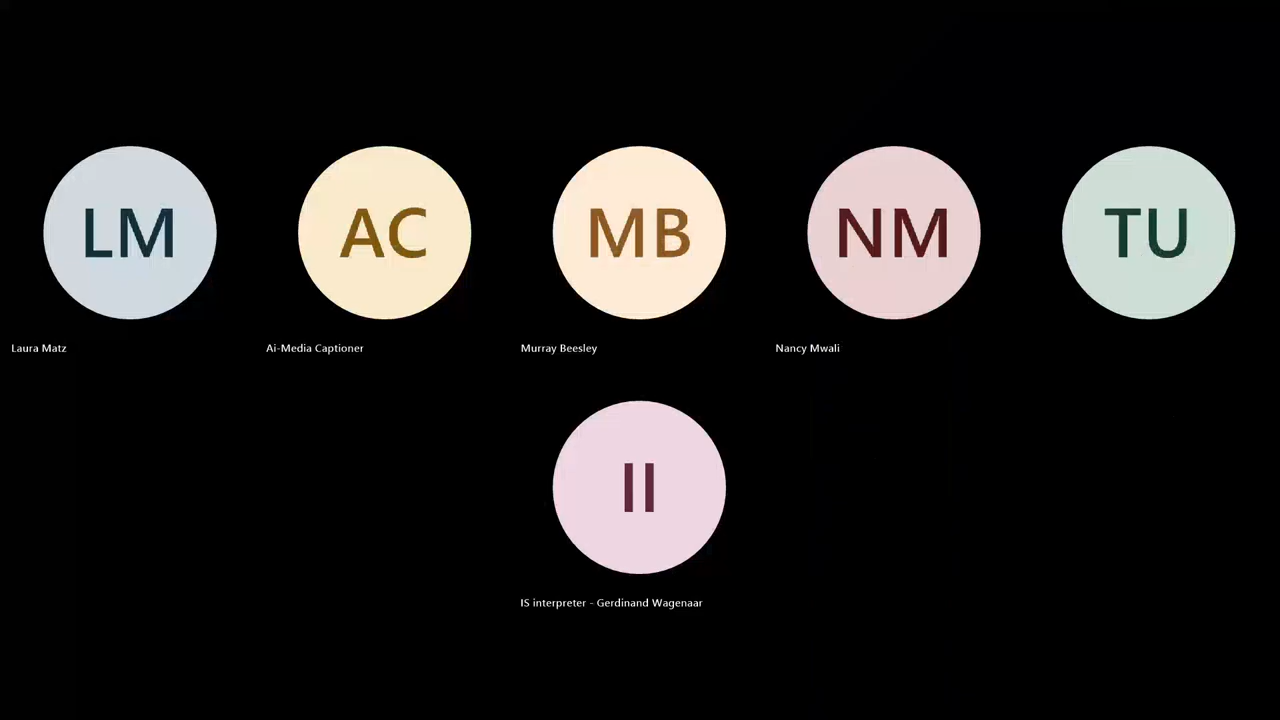 LM
AC
MB
NM
TU
Laura Matz
Ai-Media Captioner
Murray Beesley
Nancy Mwali
II
IS interpreter - Gerdinand Wagenaar